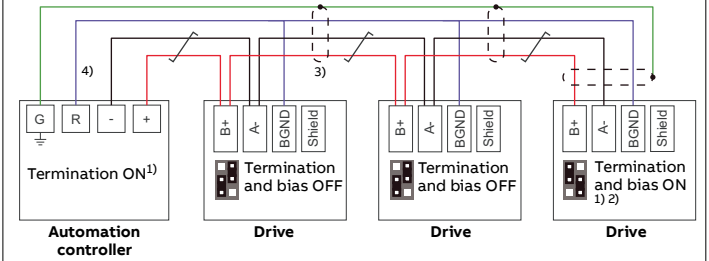 4)
3)
G R - +
B+ A- BGND Shield
B+ A- BGND Shield
B+ A- BGND Shield
Termination ON1)
Termination
and bias OFF
Termination
and bias OFF
Termination
and bias ON
1) 2)
Automation
controller
Drive
Drive
Drive